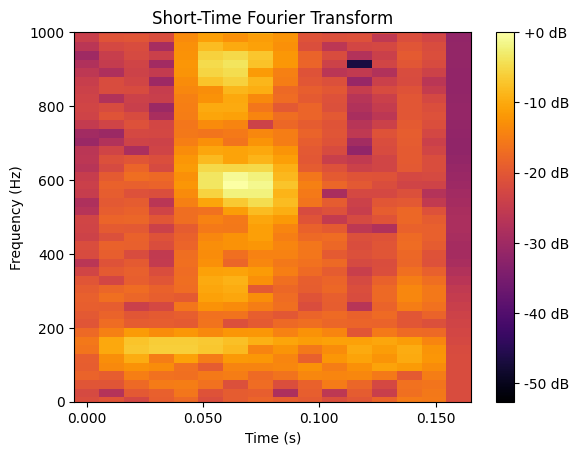 Short-Time Fourier Transform
1000
800
600
400
200
0
Frequency (Hz)
0.000
0.050
0.100
0.150
Time (s)
+0 dB
-10 dB
-20 dB
-30 dB
-40 dB
-50 dB